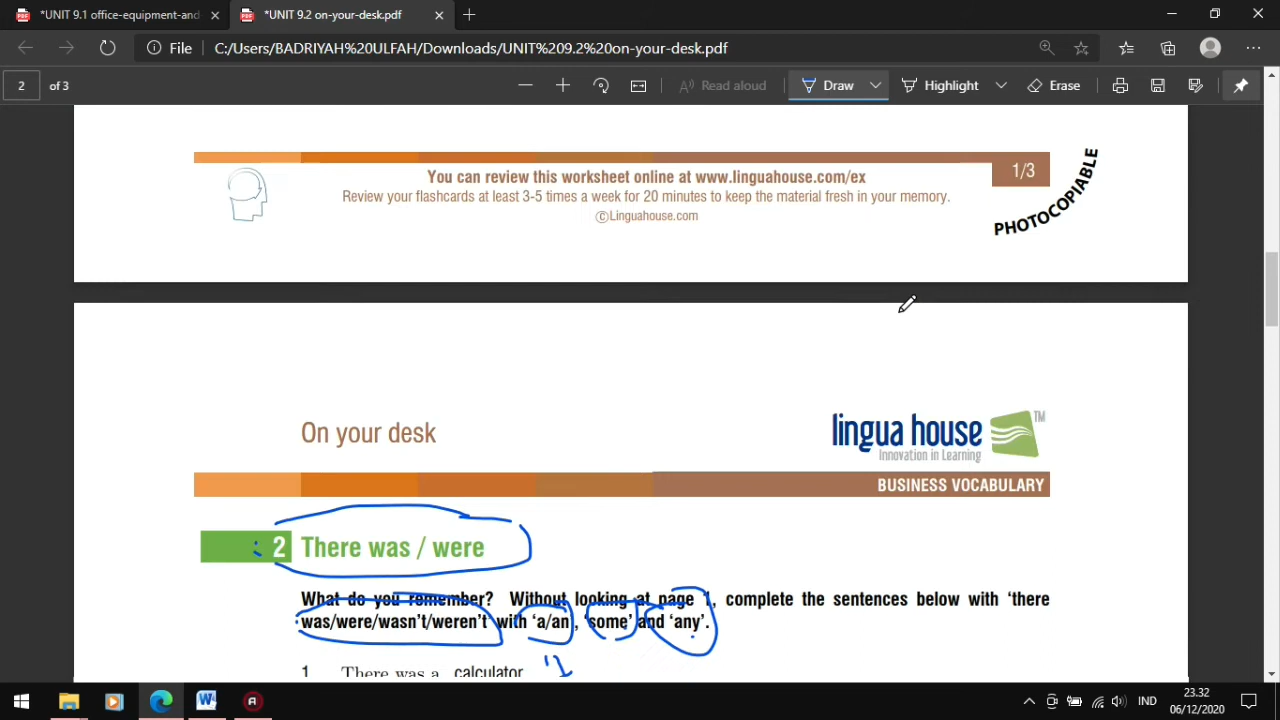 *UNIT 9.1 office-equipment-and
*UNIT 9.2 on-your-desk.pdf
File
C:/Users/BADRIYAH%20ULFAH/Downloads/UNIT%209.2%20on-your-desk.pdf
2 of 3
Read aloud
Draw
Highlight
Erase
You can review this worksheet online at www.linguahouse.com/ex
Review your flashcards at least 3-5 times a week for 20 minutes to keep the material fresh in your memory.
©Linguahouse.com
1/3
PHOTOCOPIABLE
On your desk
lingua house TM
Innovation in Learning
BUSINESS VOCABULARY
2 There was / were
What do you remember? Without looking at page 1, complete the sentences below with ‘there
was/were/wasn’t/weren’t with ‘a/an’, ‘some’ and ‘any’.
1 There was a calculator
IND
23.32
06/12/2020